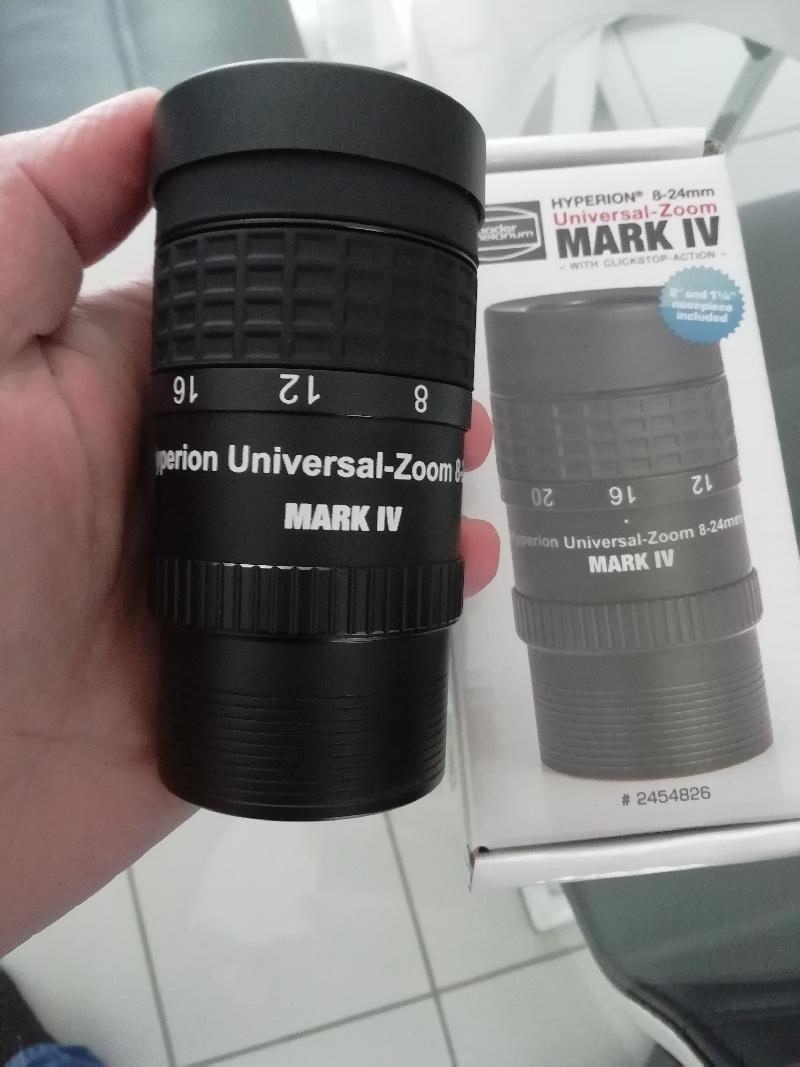 16 12 8
yperion Universal-Zoom 8-
MARK IV
HYPERION® 8-24mm
Universal-Zoom
MARK IV
- WITH CLICKSTOP-ACTION -
2" and 1¼"
nosepiece
included
20 16 12
Hyperion Universal-Zoom 8-24mm
MARK IV
# 2454826